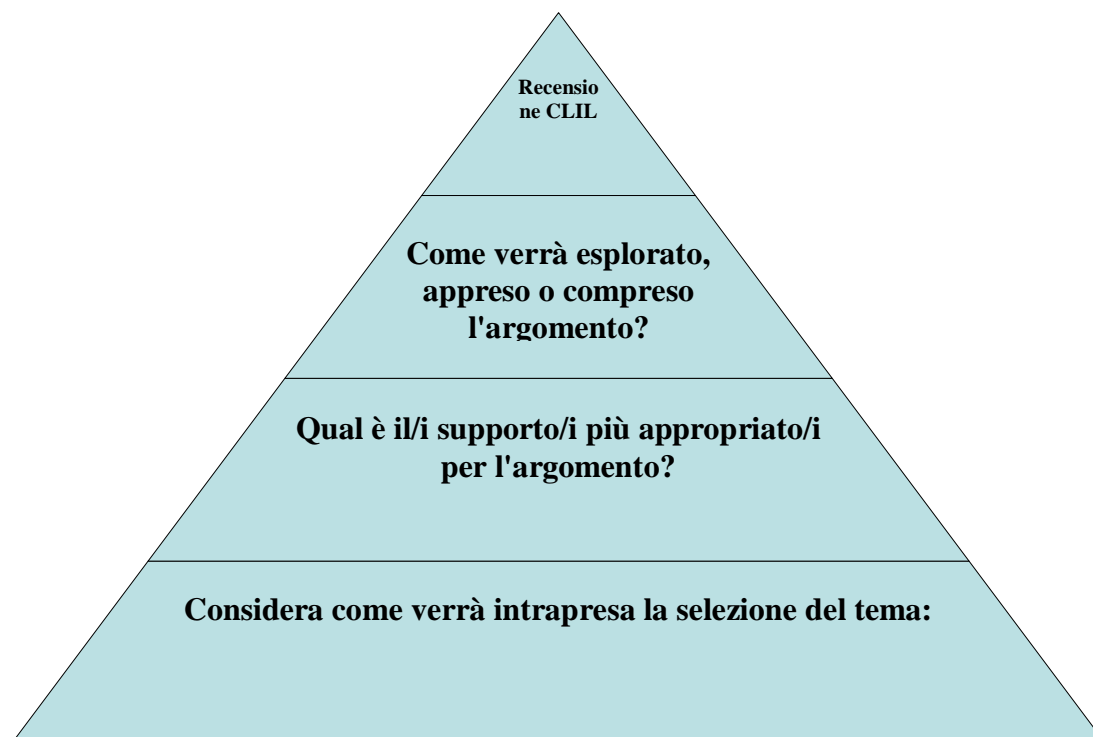 Recensio
ne CLIL
Come verrà esplorato,
appreso o compreso
l'argomento?
Qual è il/i supporto/i più appropriato/i
per l'argomento?
Considera come verrà intrapresa la selezione del tema: